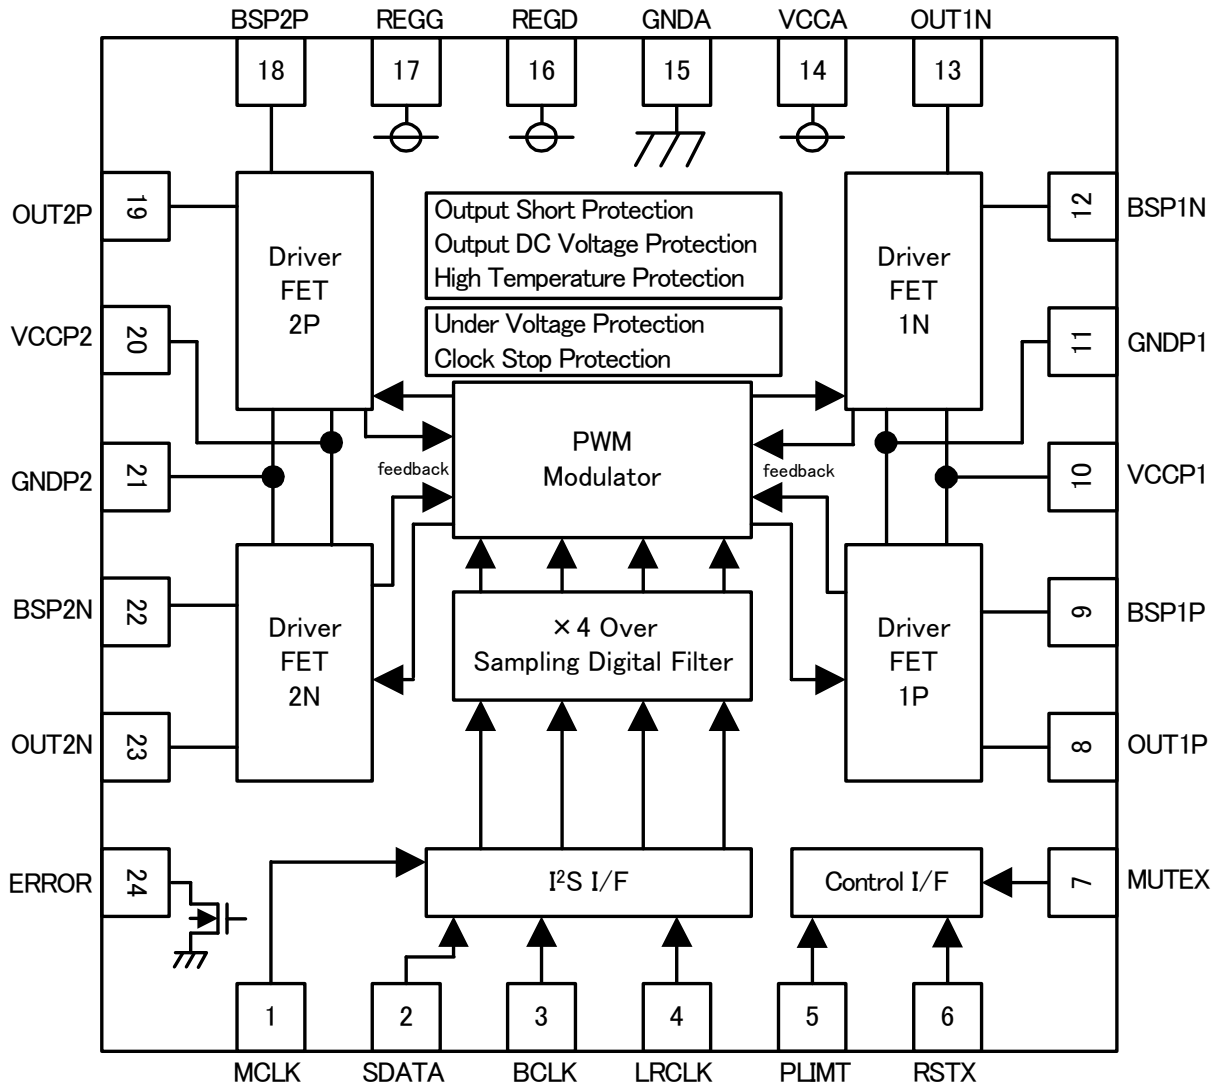 BSP2P REGG REGD GNDA VCCA OUT1N
18 17 16 15 14 13
OUT2P 19
12 BSP1N
Output Short Protection
Output DC Voltage Protection
High Temperature Protection
Driver
FET
2P
Driver
FET
1N
VCCP2 20
11 GNDP1
Under Voltage Protection
Clock Stop Protection
PWM
Modulator
feedback
feedback
GNDP2 21
10 VCCP1
BSP2N 22
9 BSP1P
Driver
FET
2N
×4 Over
Sampling Digital Filter
Driver
FET
1P
OUT2N 23
8 OUT1P
ERROR 24
I²S I/F
Control I/F
7 MUTEX
1 2 3 4 5 6
MCLK SDATA BCLK LRCLK PLIMT RSTX